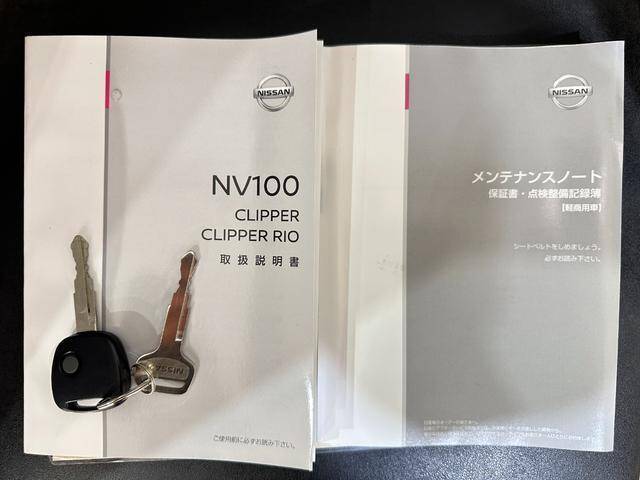 NISSAN
NV100
CLIPPER
CLIPPER RIO
取扱説明書
NISSAN
ご使用前に必ずお読み下さい。
NISSAN
メンテナンスノート
保証書・点検整備記録簿
【軽商用車】
シートベルトをしめましょう。
必ずお読み下さい。